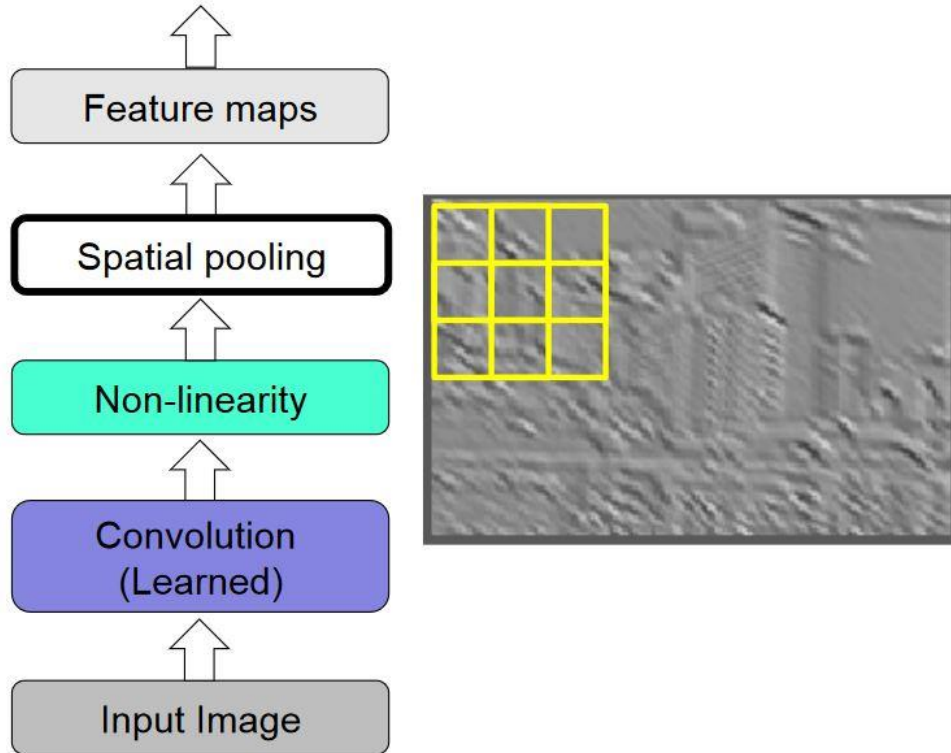 Feature maps
Spatial pooling
Non-linearity
Convolution
(Learned)
Input Image